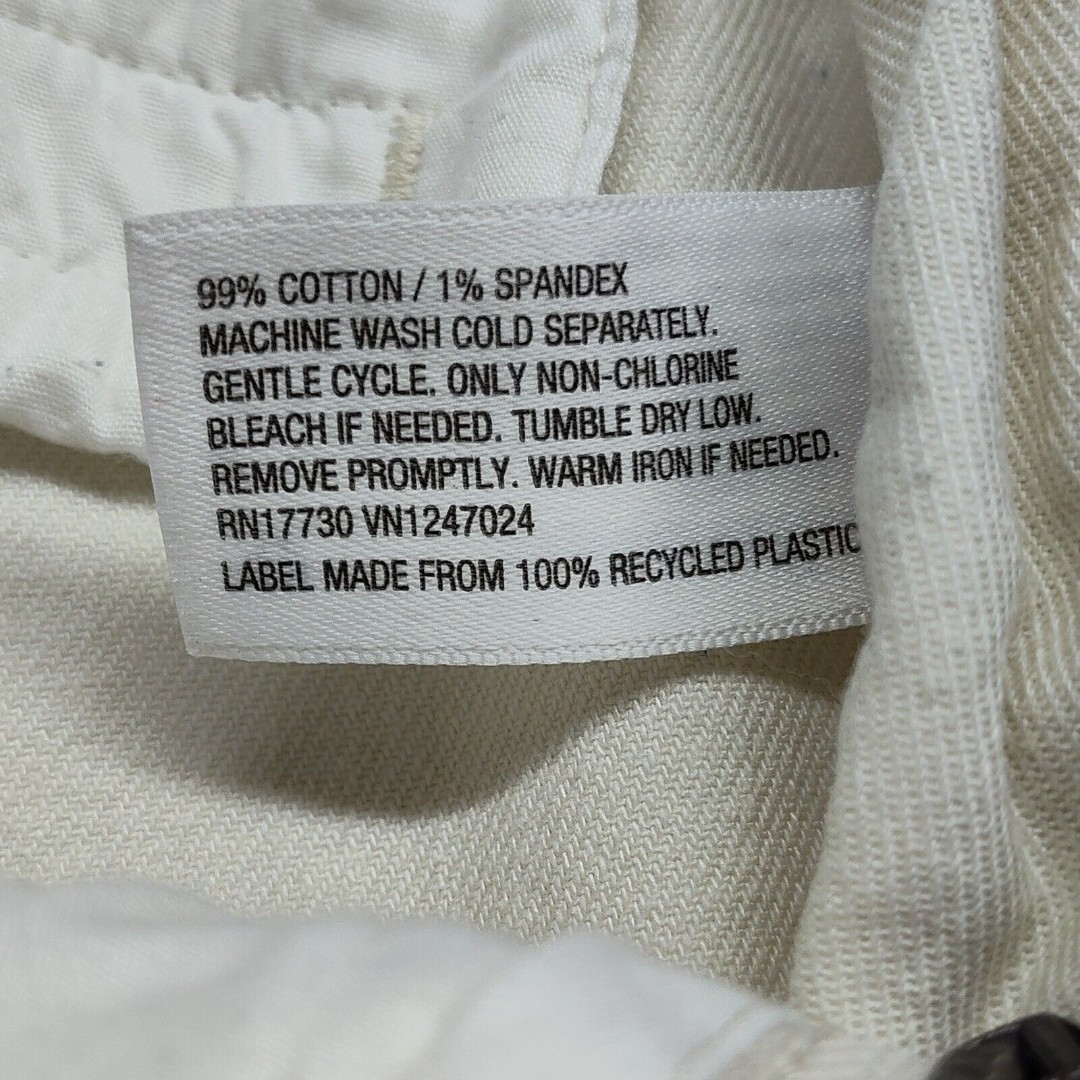 99% COTTON / 1% SPANDEX
MACHINE WASH COLD SEPARATELY.
GENTLE CYCLE. ONLY NON-CHLORINE
BLEACH IF NEEDED. TUMBLE DRY LOW.
REMOVE PROMPTLY. WARM IRON IF NEEDED.
RN17730 VN1247024
LABEL MADE FROM 100% RECYCLED PLASTIC